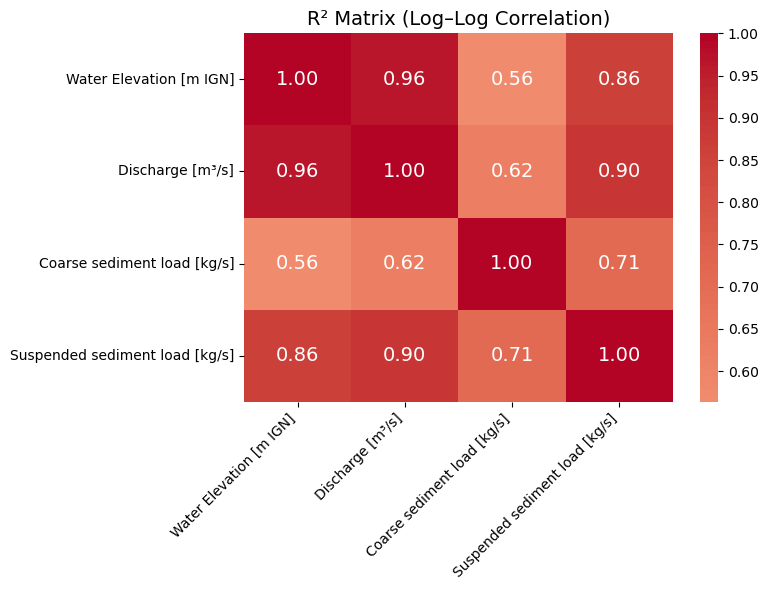 R² Matrix (Log–Log Correlation)
Water Elevation [m IGN]
1.00
0.96
0.56
0.86
Discharge [m³/s]
0.96
1.00
0.62
0.90
Coarse sediment load [kg/s]
0.56
0.62
1.00
0.71
Suspended sediment load [kg/s]
0.86
0.90
0.71
1.00
Water Elevation [m IGN]
Discharge [m³/s]
Coarse sediment load [kg/s]
Suspended sediment load [kg/s]
1.00
0.95
0.90
0.85
0.80
0.75
0.70
0.65
0.60